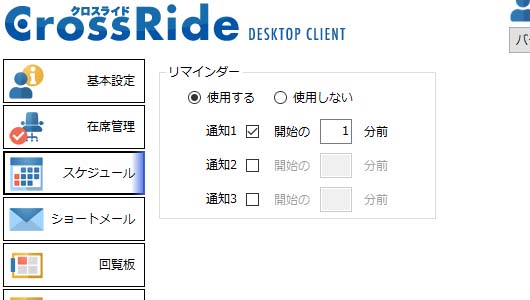 クロスライド
CrossRide DESKTOP CLIENT
バ
基本設定
在席管理
スケジュール
ショートメール
回覧板
リマインダー
使用する 使用しない
通知1 開始の 1 分前
通知2 開始の 分前
通知3 開始の 分前